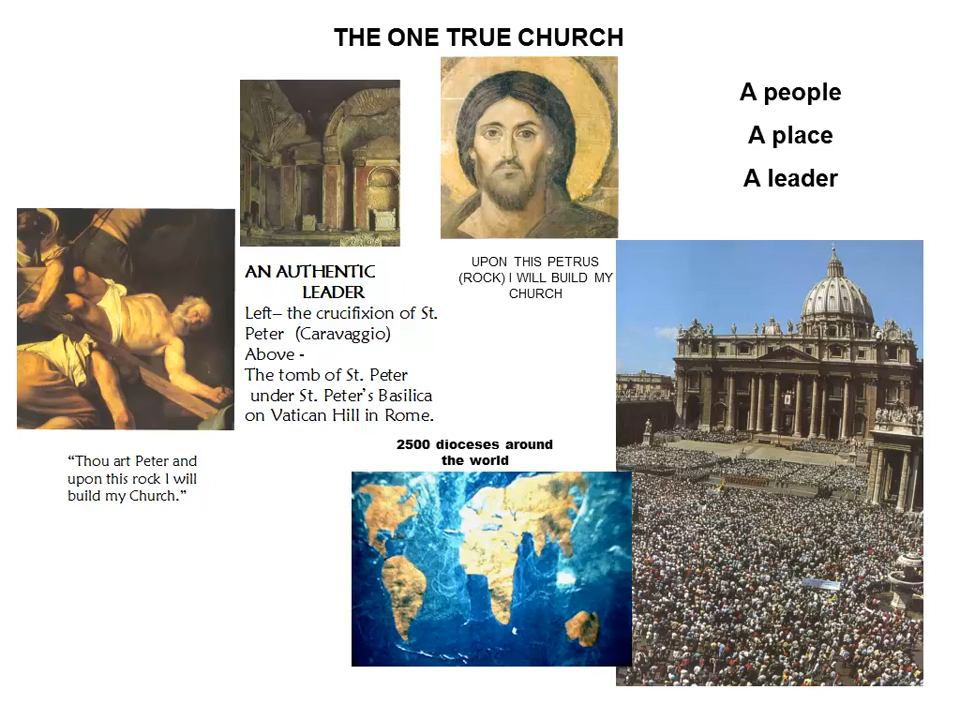 THE ONE TRUE CHURCH
A people
A place
A leader
UPON THIS PETRUS
(ROCK) I WILL BUILD MY
CHURCH
AN AUTHENTIC
LEADER
Left– the crucifixion of St.
Peter (Caravaggio)
Above -
The tomb of St. Peter
under St. Peter's Basilica
on Vatican Hill in Rome.
2500 dioceses around
the world
“Thou art Peter and
upon this rock I will
build my Church.”